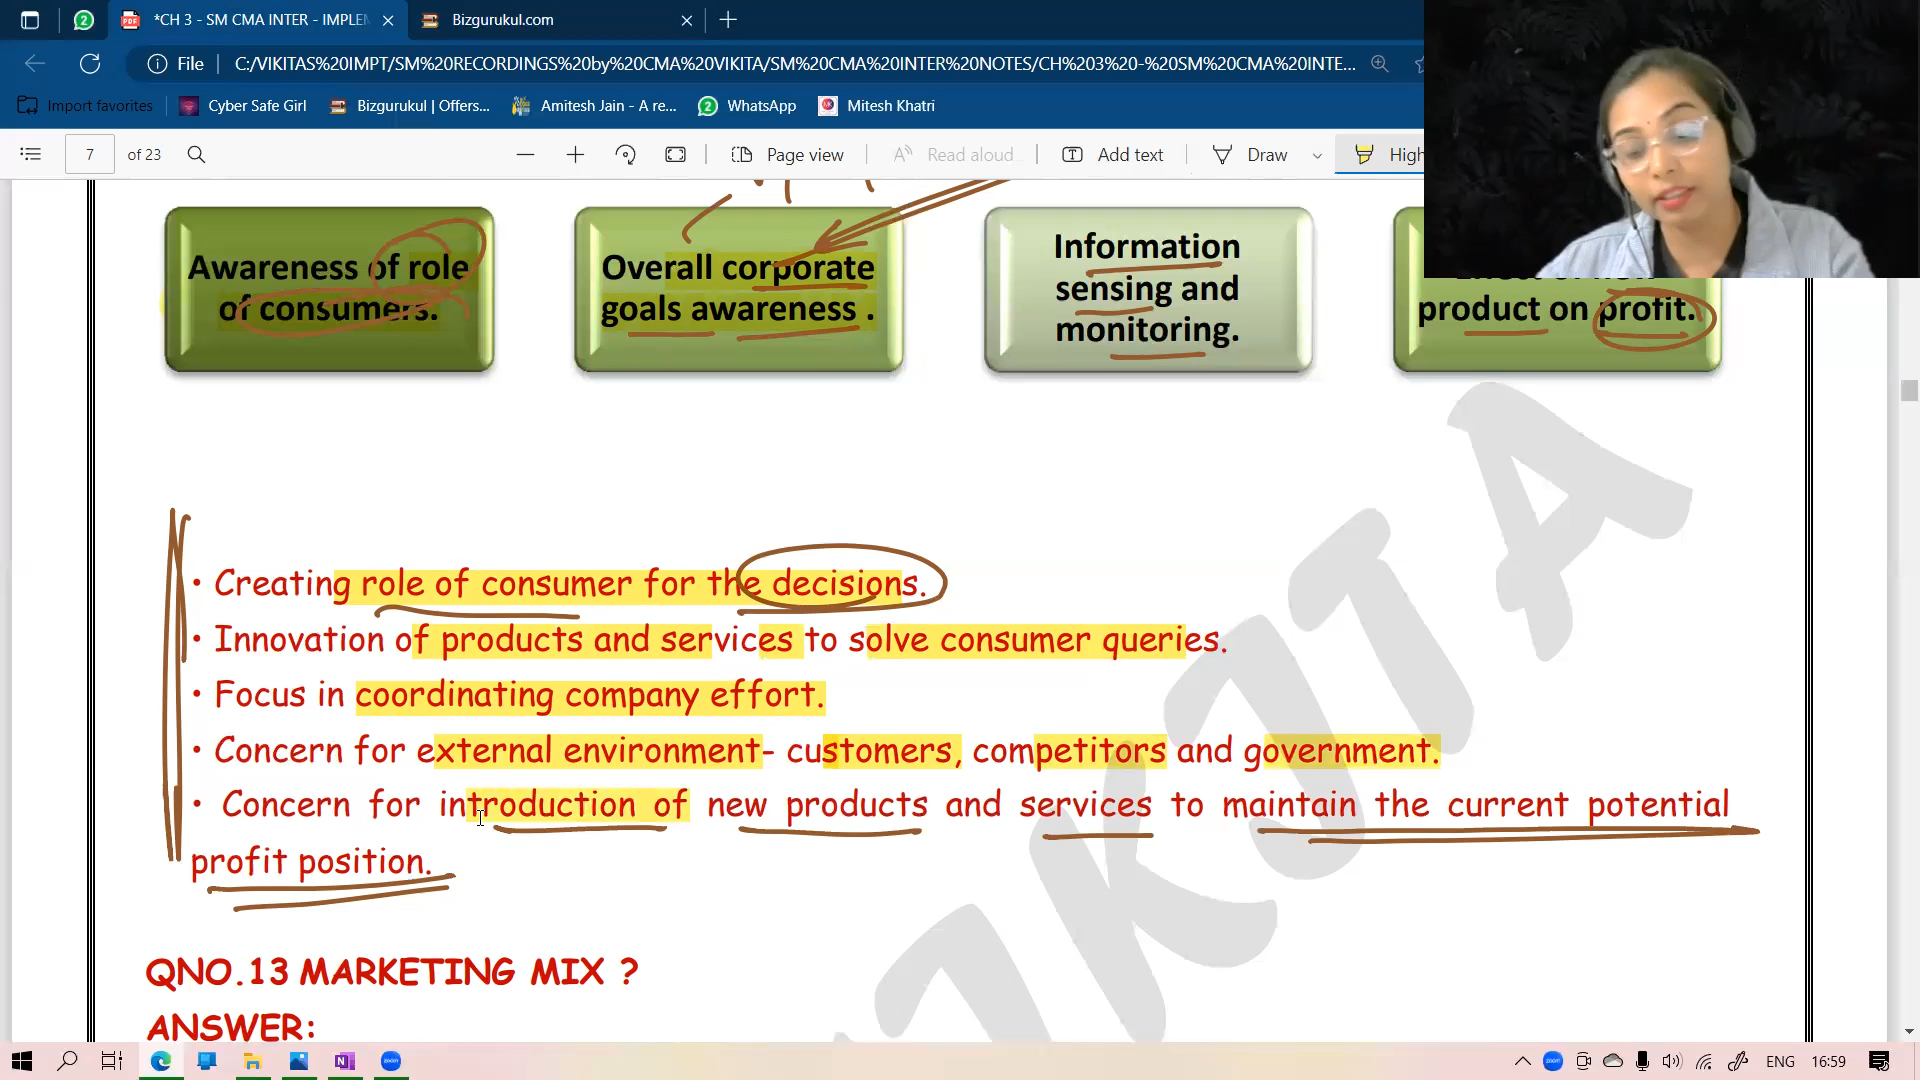 *CH 3 - SM CMA INTER - IMPLE
Bizgurukul.com
File C:/VIKITAS%20IMPT/SM%20RECORDINGS%20by%20CMA%20VIKITA/SM%20CMA%20INTER%20NOTES/CH%203%20-%20SM%20CMA%20INTE...
Import favorites Cyber Safe Girl Bizgurukul | Offers... Amitesh Jain - A re... WhatsApp Mitesh Khatri
7 of 23 Page view Read aloud Add text Draw High
Awareness of role
of consumers.
Overall corporate
goals awareness .
Information
sensing and
monitoring.
product on profit.
• Creating role of consumer for the decisions.
• Innovation of products and services to solve consumer queries.
• Focus in coordinating company effort.
• Concern for external environment- customers, competitors and government.
• Concern for introduction of new products and services to maintain the current potential
profit position.
QNO.13 MARKETING MIX ?
ANSWER:
VIKITA
ENG 16:59